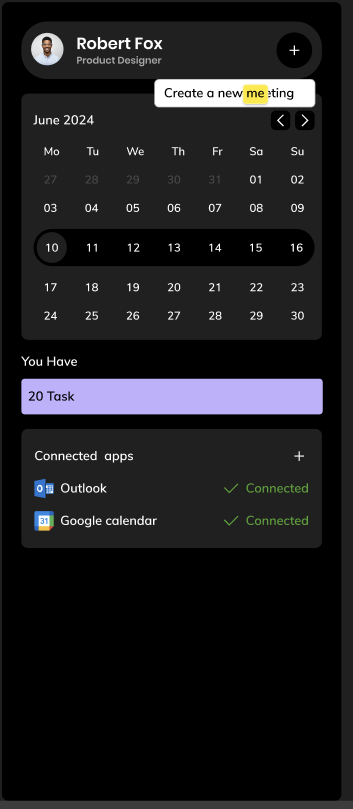 Robert Fox
Product Designer
Create a new meeting
June 2024
Mo Tu We Th Fr Sa Su
27 28 29 30 31 01 02
03 04 05 06 07 08 09
10 11 12 13 14 15 16
17 18 19 20 21 22 23
24 25 26 27 28 29 30
You Have
20 Task
Connected apps
Outlook Connected
Google calendar Connected